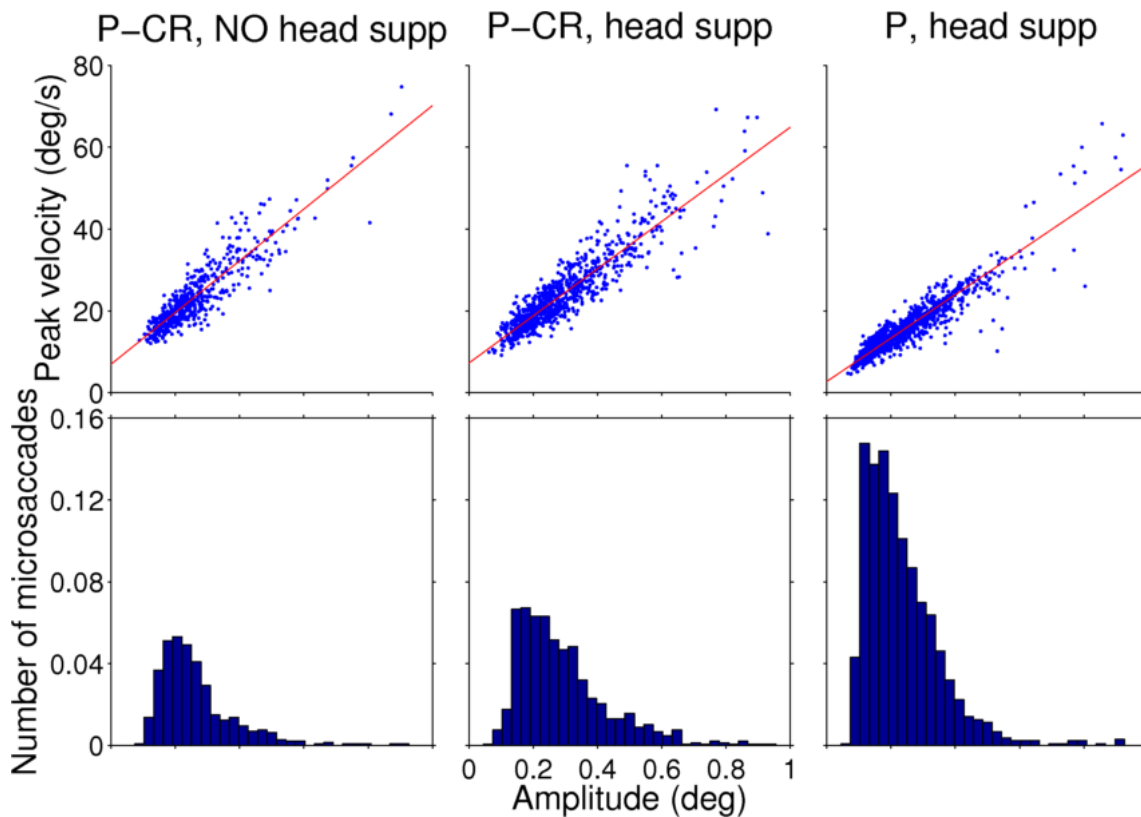 P-CR, NO head supp
P-CR, head supp
P, head supp
Peak velocity (deg/s)
80
60
40
20
0
Number of microsaccades
0.16
0.12
0.08
0.04
0
0 0.2 0.4 0.6 0.8 1
Amplitude (deg)